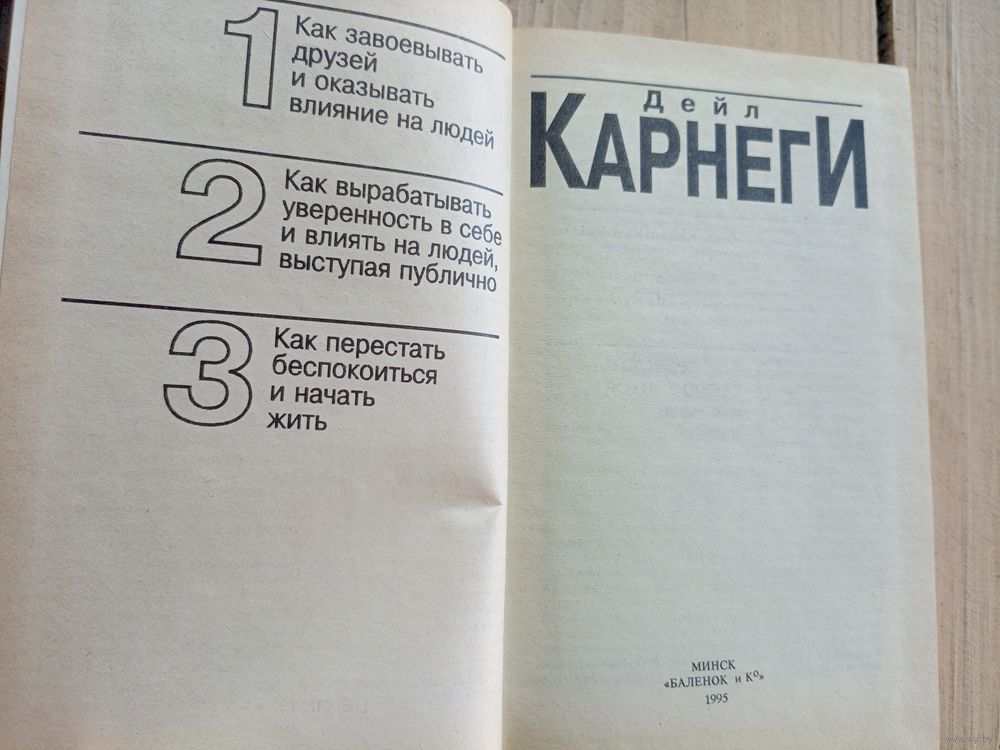 1
Как завоевывать
друзей
и оказывать
влияние на людей
2
Как вырабатывать
уверенность в себе
и влиять на людей,
выступая публично
3
Как перестать
беспокоиться
и начать
жить
Дейл
КАРНЕГИ
МИНСК
«БАЛЕНОК и К⁰»
1995